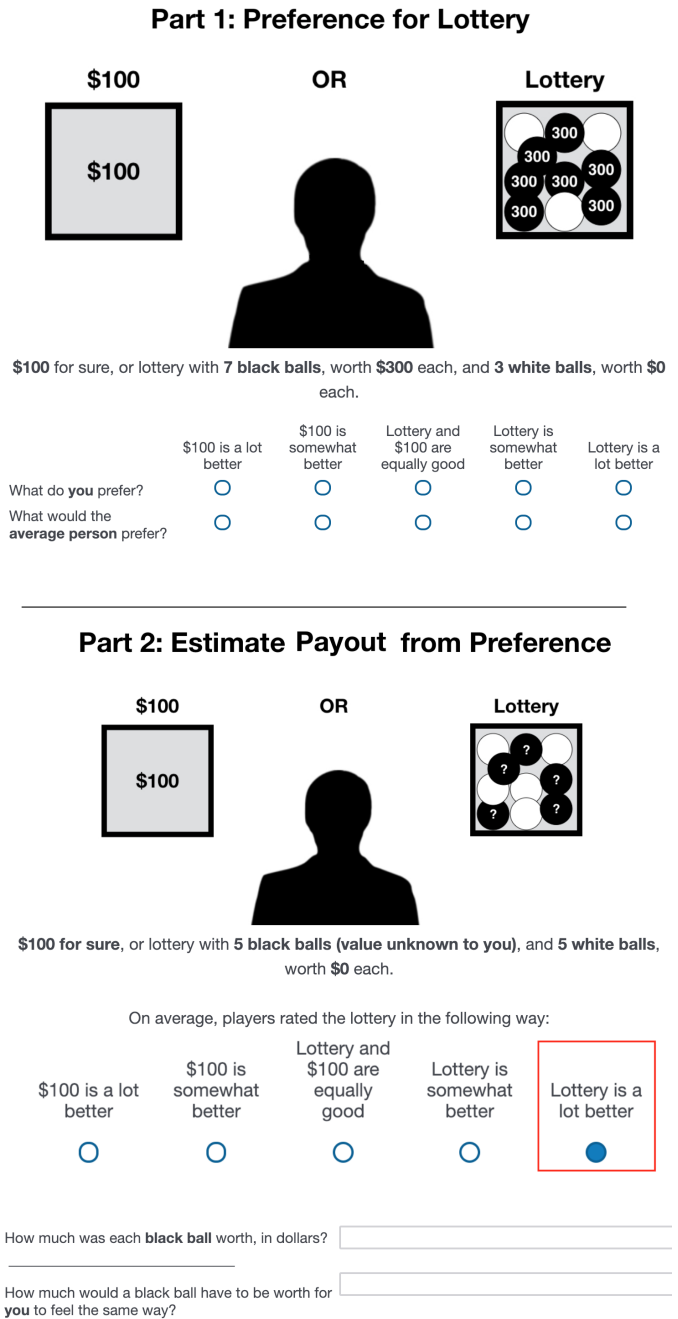 Part 1: Preference for Lottery
$100 OR Lottery
$100
300
300
300
300 300
300 300
$100 for sure, or lottery with 7 black balls, worth $300 each, and 3 white balls, worth $0
each.
$100 is a lot better
$100 is somewhat better
Lottery and $100 are equally good
Lottery is somewhat better
Lottery is a lot better
What do you prefer?
What would the
average person prefer?
Part 2: Estimate Payout from Preference
$100 OR Lottery
$100
?
?
?
? ?
$100 for sure, or lottery with 5 black balls (value unknown to you), and 5 white balls,
worth $0 each.
On average, players rated the lottery in the following way:
$100 is a lot better
$100 is somewhat better
Lottery and $100 are equally good
Lottery is somewhat better
Lottery is a lot better
How much was each black ball worth, in dollars?
How much would a black ball have to be worth for
you to feel the same way?